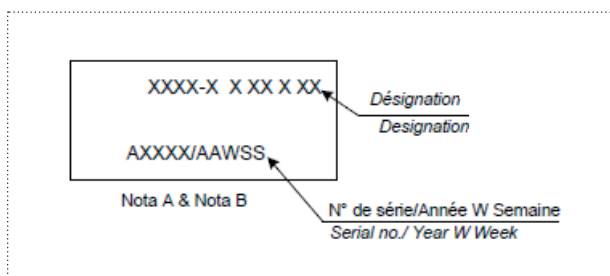 XXXX-X X XX X XX
Désignation
Designation
AXXXX/AAWSS
Nota A & Nota B
N° de série/Année W Semaine
Serial no./ Year W Week